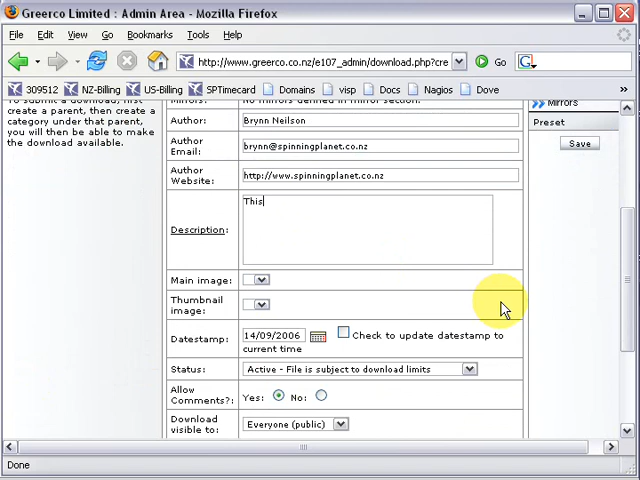 Greerco Limited : Admin Area - Mozilla Firefox
File Edit View Go Bookmarks Tools Help
http://www.greerco.co.nz/e107_admin/download.php?cre Go
309512 NZ-Billing US-Billing SPTimecard Domains visp Docs Nagios Dove »
To submit a download, first
create a parent, then create a
category under that parent,
you will then be able to make
the download available.
Mirrors: No mirrors defined in mirror section.
Author: Brynn Neilson
Author
Email: brynn@spinningplanet.co.nz
Author
Website: http://www.spinningplanet.co.nz
Description: This
Main image:
Thumbnail
image:
Datestamp: 14/09/2006 Check to update datestamp to
current time
Status: Active - File is subject to download limits
Allow
Comments?: Yes: No:
Download
visible to: Everyone (public)
Mirrors
Preset
Save
Done